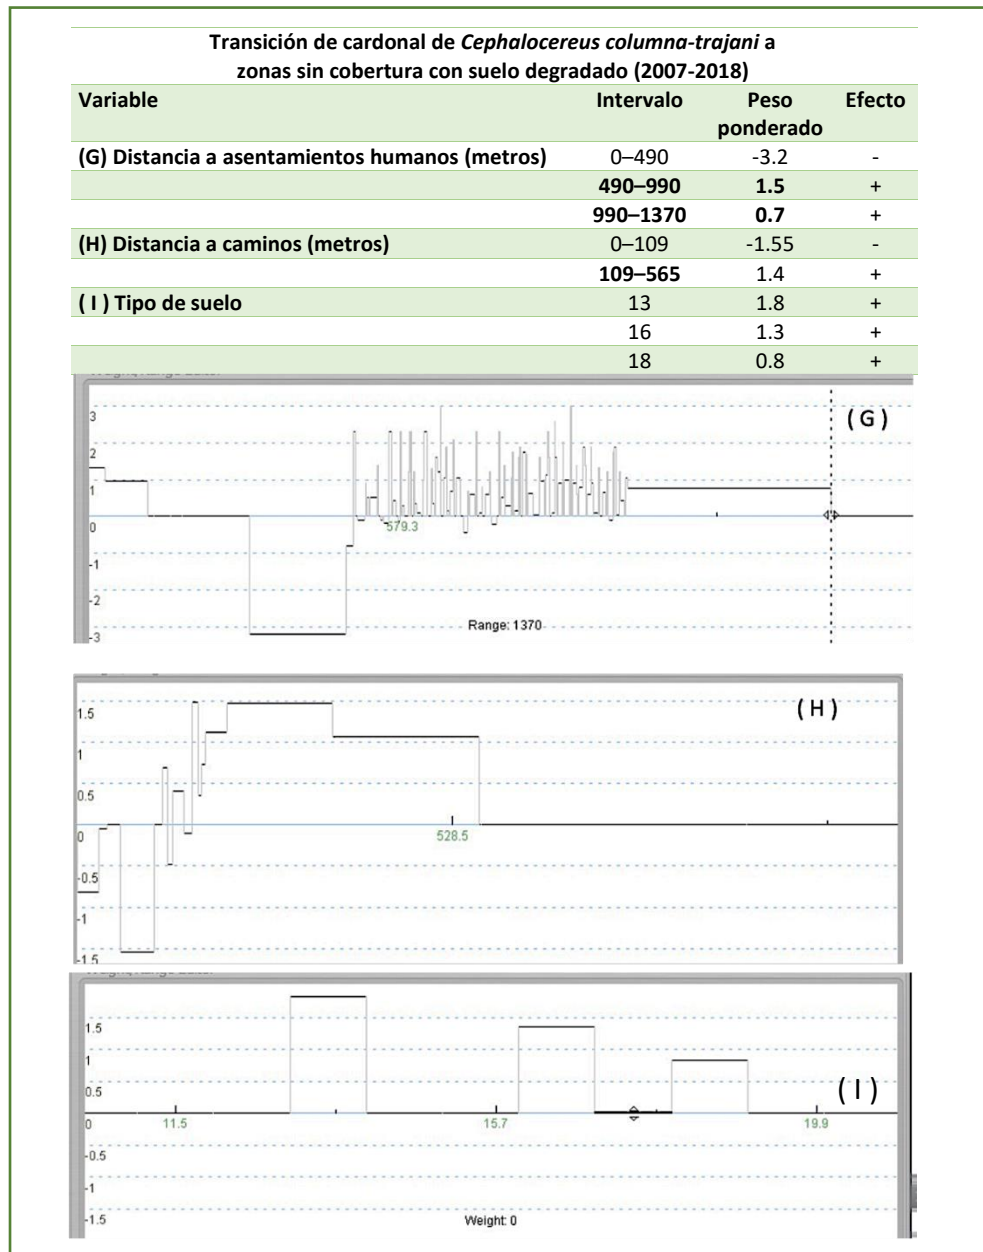 Transición de cardonal de Cephalocereus columna-trajani a
zonas sin cobertura con suelo degradado (2007-2018)
Variable Intervalo Peso ponderado Efecto
(G) Distancia a asentamientos humanos (metros) 0–490 -3.2 -
490–990 1.5 +
990–1370 0.7 +
(H) Distancia a caminos (metros) 0–109 -1.55 -
109–565 1.4 +
( I ) Tipo de suelo 13 1.8 +
16 1.3 +
18 0.8 +
( G )
3
2
1
0
579.3
-1
-2
Range: 1370
-3
( H )
1.5
1
0.5
0
528.5
-0.5
-1
-1.5
1.5
1
0.5
( I )
0 11.5 15.7 19.9
-0.5
-1
-1.5
Weight: 0